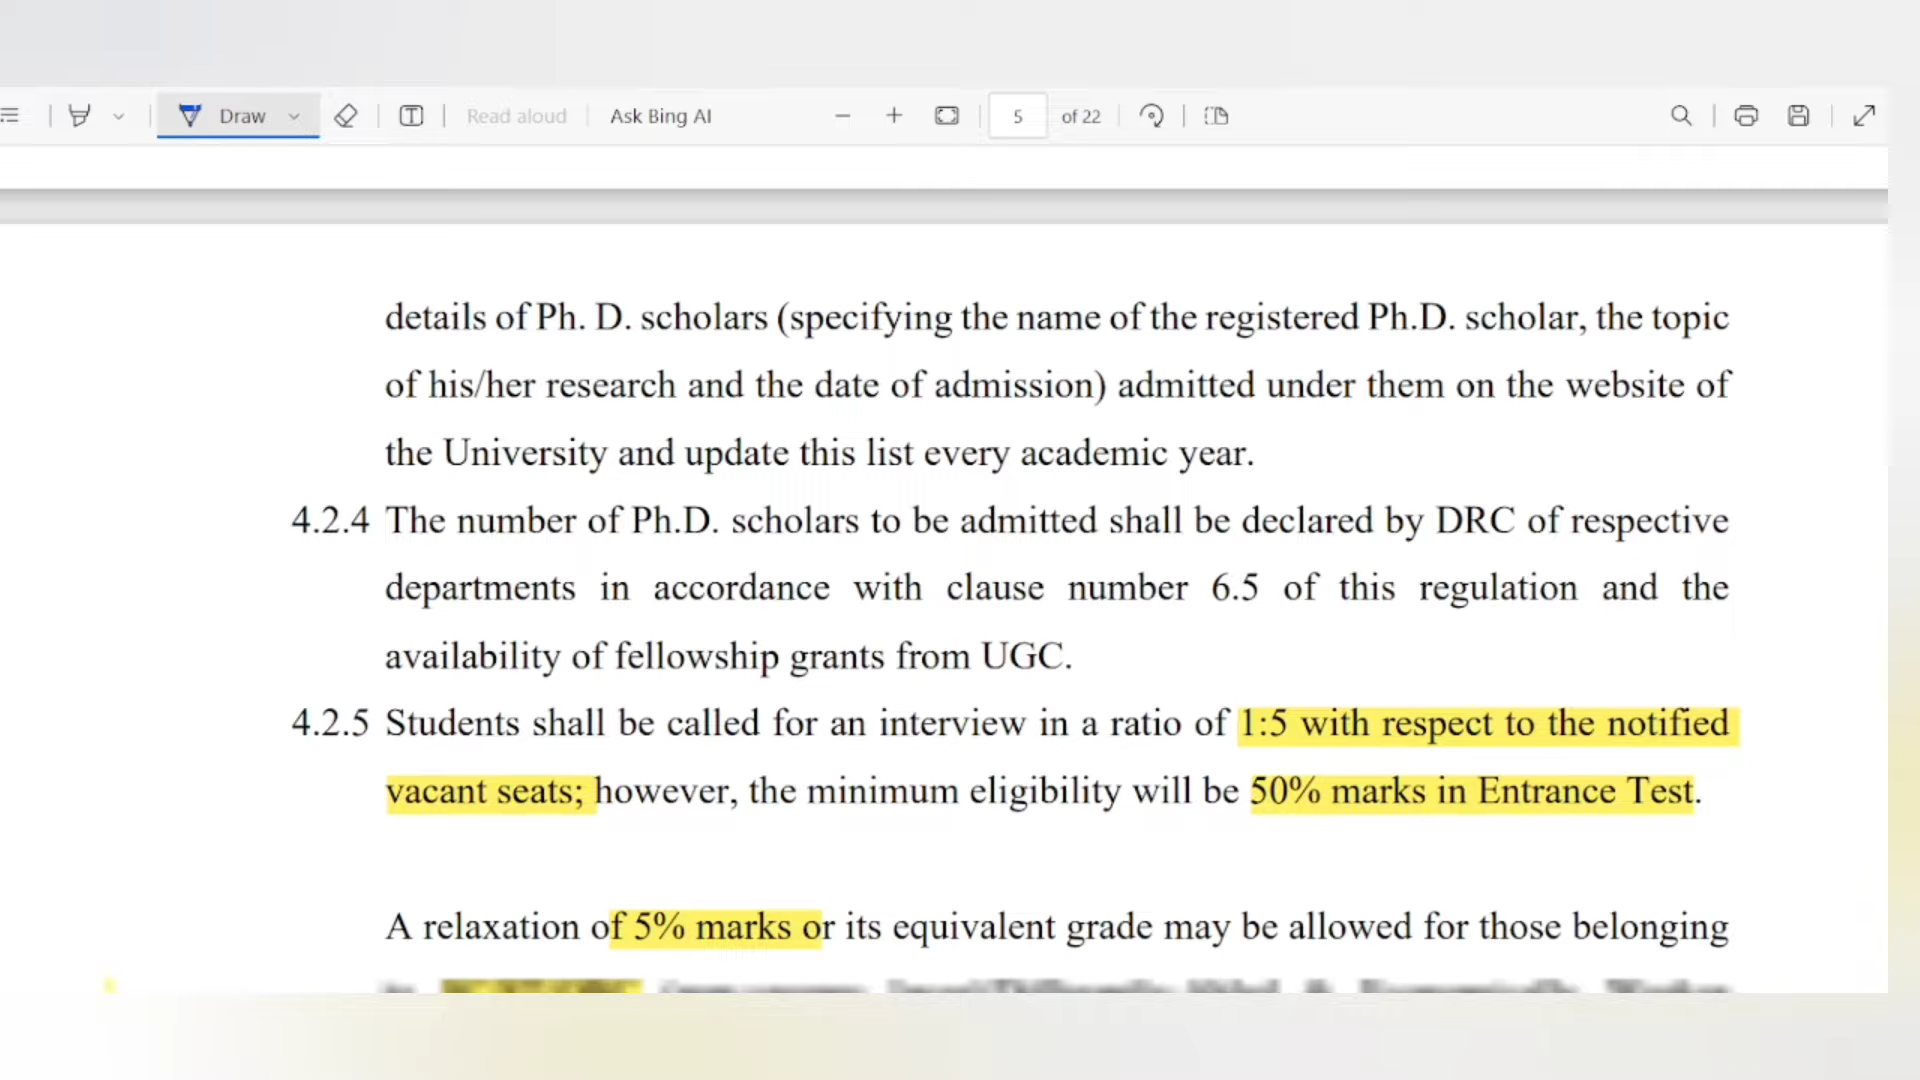 Draw
Read aloud
Ask Bing AI
5 of 22
details of Ph. D. scholars (specifying the name of the registered Ph.D. scholar, the topic
of his/her research and the date of admission) admitted under them on the website of
the University and update this list every academic year.
4.2.4 The number of Ph.D. scholars to be admitted shall be declared by DRC of respective
departments in accordance with clause number 6.5 of this regulation and the
availability of fellowship grants from UGC.
4.2.5 Students shall be called for an interview in a ratio of 1:5 with respect to the notified
vacant seats; however, the minimum eligibility will be 50% marks in Entrance Test.
A relaxation of 5% marks or its equivalent grade may be allowed for those belonging